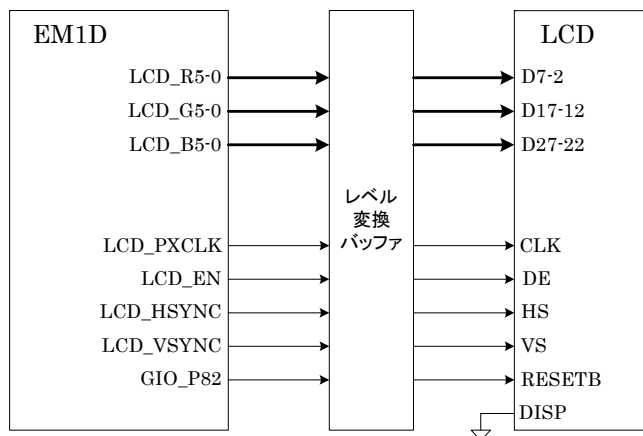 EM1D
LCD_R5-0
LCD_G5-0
LCD_B5-0
LCD_PXCLK
LCD_EN
LCD_HSYNC
LCD_VSYNC
GIO_P82
レベル
変換
バッファ
LCD
D7-2
D17-12
D27-22
CLK
DE
HS
VS
RESETB
DISP